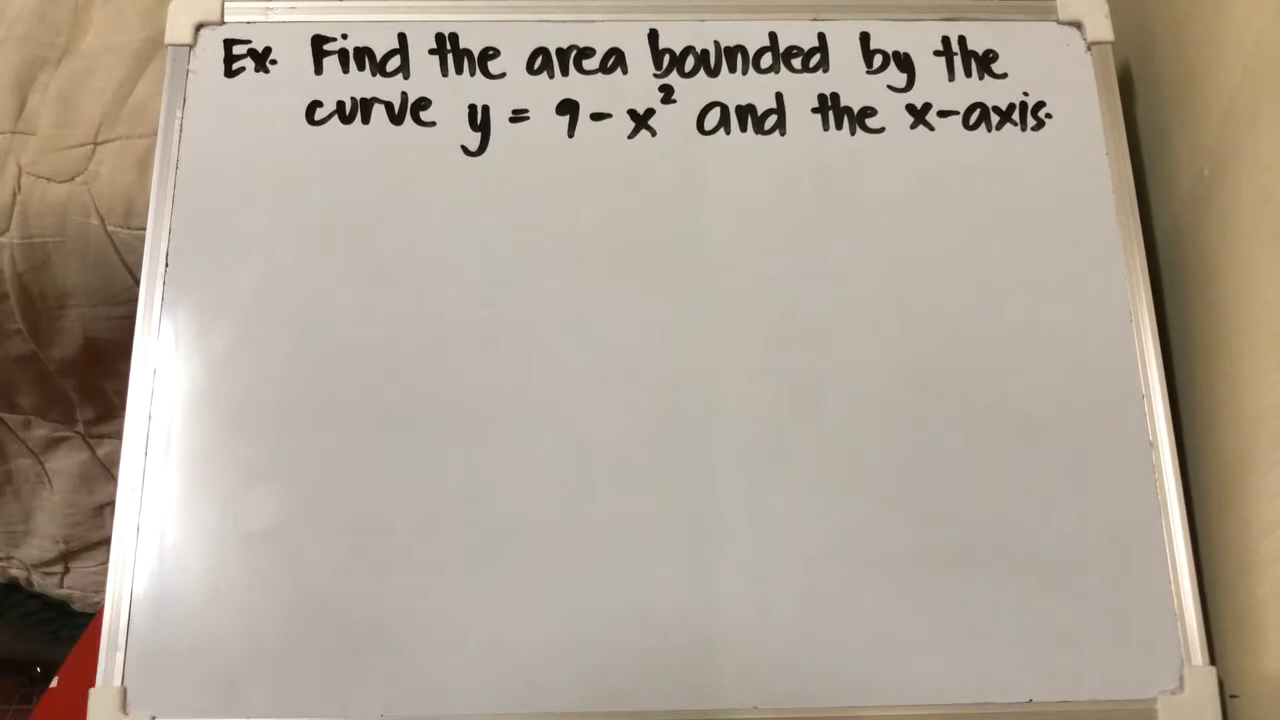 Ex. Find the area bounded by the
curve y = 9 - x² and the x-axis.